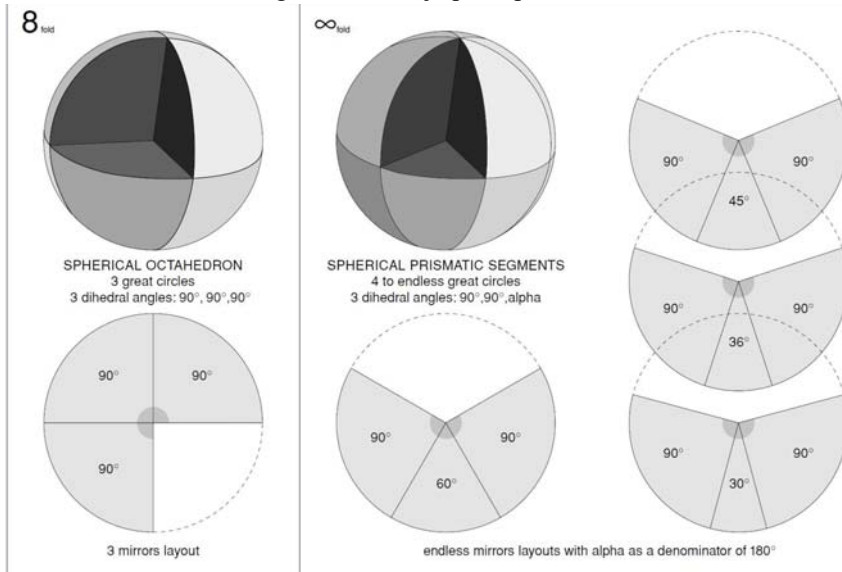 8 fold
SPHERICAL OCTAHEDRON
3 great circles
3 dihedral angles: 90°, 90°,90°
90°
90°
90°
3 mirrors layout
∞ fold
SPHERICAL PRISMATIC SEGMENTS
4 to endless great circles
3 dihedral angles: 90°,90°,alpha
90°
90°
60°
90°
90°
45°
90°
90°
36°
90°
90°
30°
endless mirrors layouts with alpha as a denominator of 180°